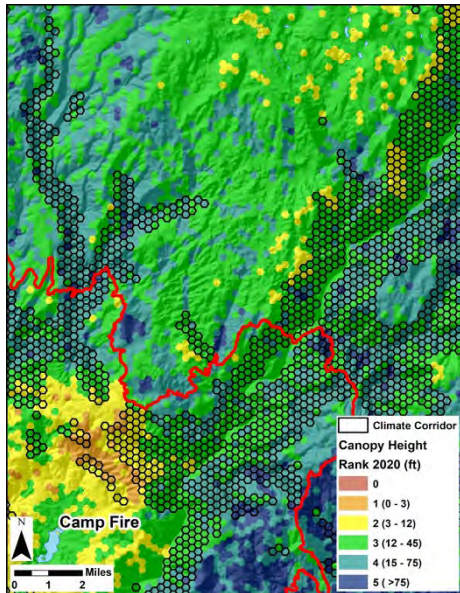 Climate Corridor
Canopy Height
Rank 2020 (ft)
0
1 (0 - 3)
2 (3 - 12)
3 (12 - 45)
4 (15 - 75)
5 ( >75)
N
Camp Fire
Miles
0 1 2